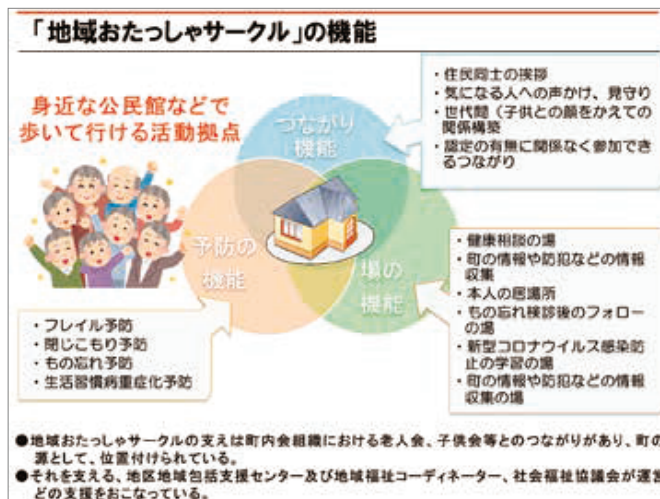 「地域おたっしゃサークル」の機能
身近な公民館などで
歩いて行ける活動拠点
つながり
機能
・住民同士の挨拶
・気になる人への声かけ、見守り
・世代間（子供との顔をかえての
関係構築
・認定の有無に関係なく参加でき
るつながり
予防の
機能
場の
機能
・健康相談の場
・町の情報や防犯などの情報
収集
・本人の居場所
・もの忘れ検診後のフォロー
の場
・新型コロナウイルス感染防
止の学習の場
・町の情報や防犯などの情報
収集の場
・フレイル予防
・閉じこもり予防
・もの忘れ予防
・生活習慣病重症化予防
●地域おたっしゃサークルの支えは町内会組織における老人会、子供会等とのつながりがあり、町の
源として、位置付けられている。
●それを支える、地区地域包括支援センター及び地域福祉コーディネーター、社会福祉協議会が運営
どの支援をおこなっている。